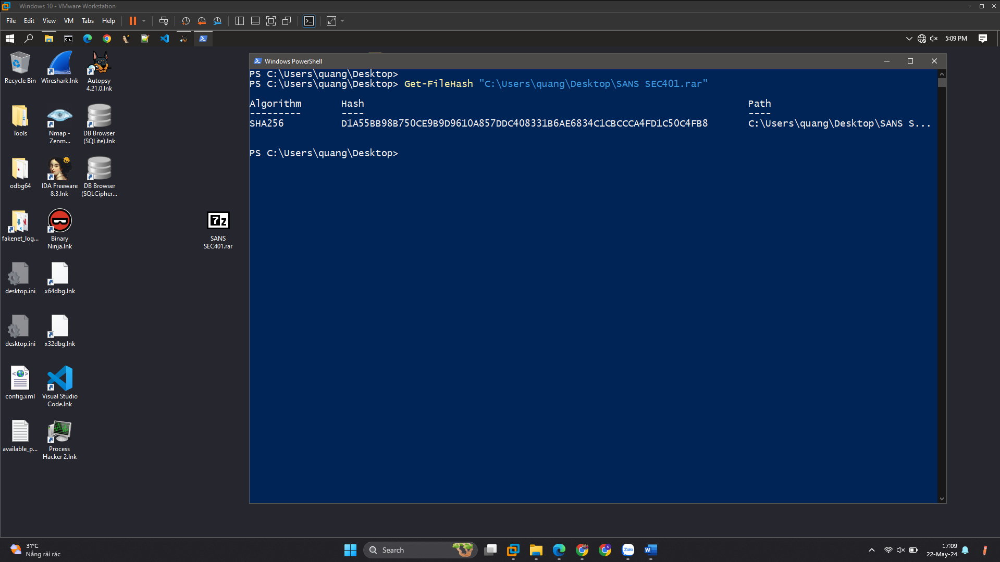 Windows 10 - VMware Workstation
File Edit View VM Tabs Help
5:09 PM
Recycle Bin
Wireshark.lnk
Autopsy
4.21.0.lnk
Tools
Nmap -
Zenm...
DB Browser
(SQLite).lnk
odbg64
IDA Freeware
8.3.lnk
DB Browser
(SQLCipher...
fakenet_log...
Binary
Ninja.lnk
7z
SANS
SEC401.rar
desktop.ini
x64dbg.lnk
desktop.ini
x32dbg.lnk
config.xml
Visual Studio
Code.lnk
available_p...
Process
Hacker 2.lnk
Windows PowerShell
PS C:\Users\quang\Desktop>
PS C:\Users\quang\Desktop> Get-FileHash "C:\Users\quang\Desktop\SANS SEC401.rar"
Algorithm Hash Path
--------- ---- ----
SHA256 D1A55BB98B750CE9B9D9610A857DDC408331B6AE6834C1CBCCCA4FD1C50C4FB8 C:\Users\quang\Desktop\SANS S...
PS C:\Users\quang\Desktop>
31°C
Nắng rải rác
Search
Zalo
17:09
22-May-24